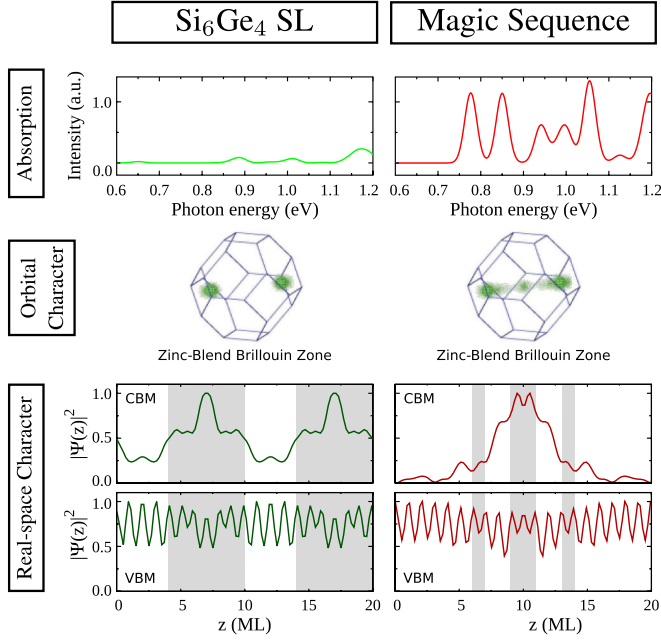 Si6Ge4 SL
Magic Sequence
Absorption
Intensity (a.u.)
1.0
0.0
0.6 0.8 0.9 1.0 1.1 1.2
Photon energy (eV)
0.6 0.7 0.8 0.9 1.0 1.1 1.2
Photon energy (eV)
Orbital
Character
Zinc-Blend Brillouin Zone
Zinc-Blend Brillouin Zone
Real-space Character
|Ψ(z)|²
1.0
0.5
0.0
CBM
CBM
|Ψ(z)|²
1.0
0.5
VBM
VBM
0 5 10 15 20
z (ML)
0 5 10 15 20
z (ML)